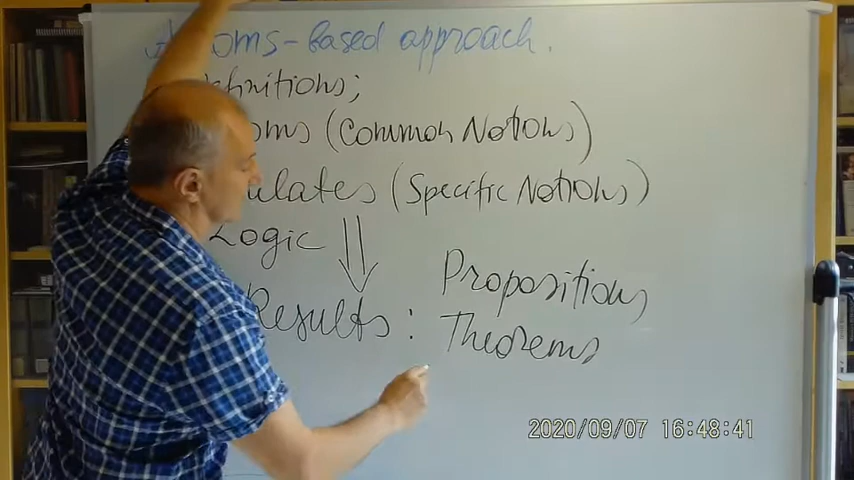 oms-based approach.
finitions;
oms (Common Notions)
ulates (Specific Notions)
Logic
Results: Propositions
Theorems
2020/09/07 16:48:41